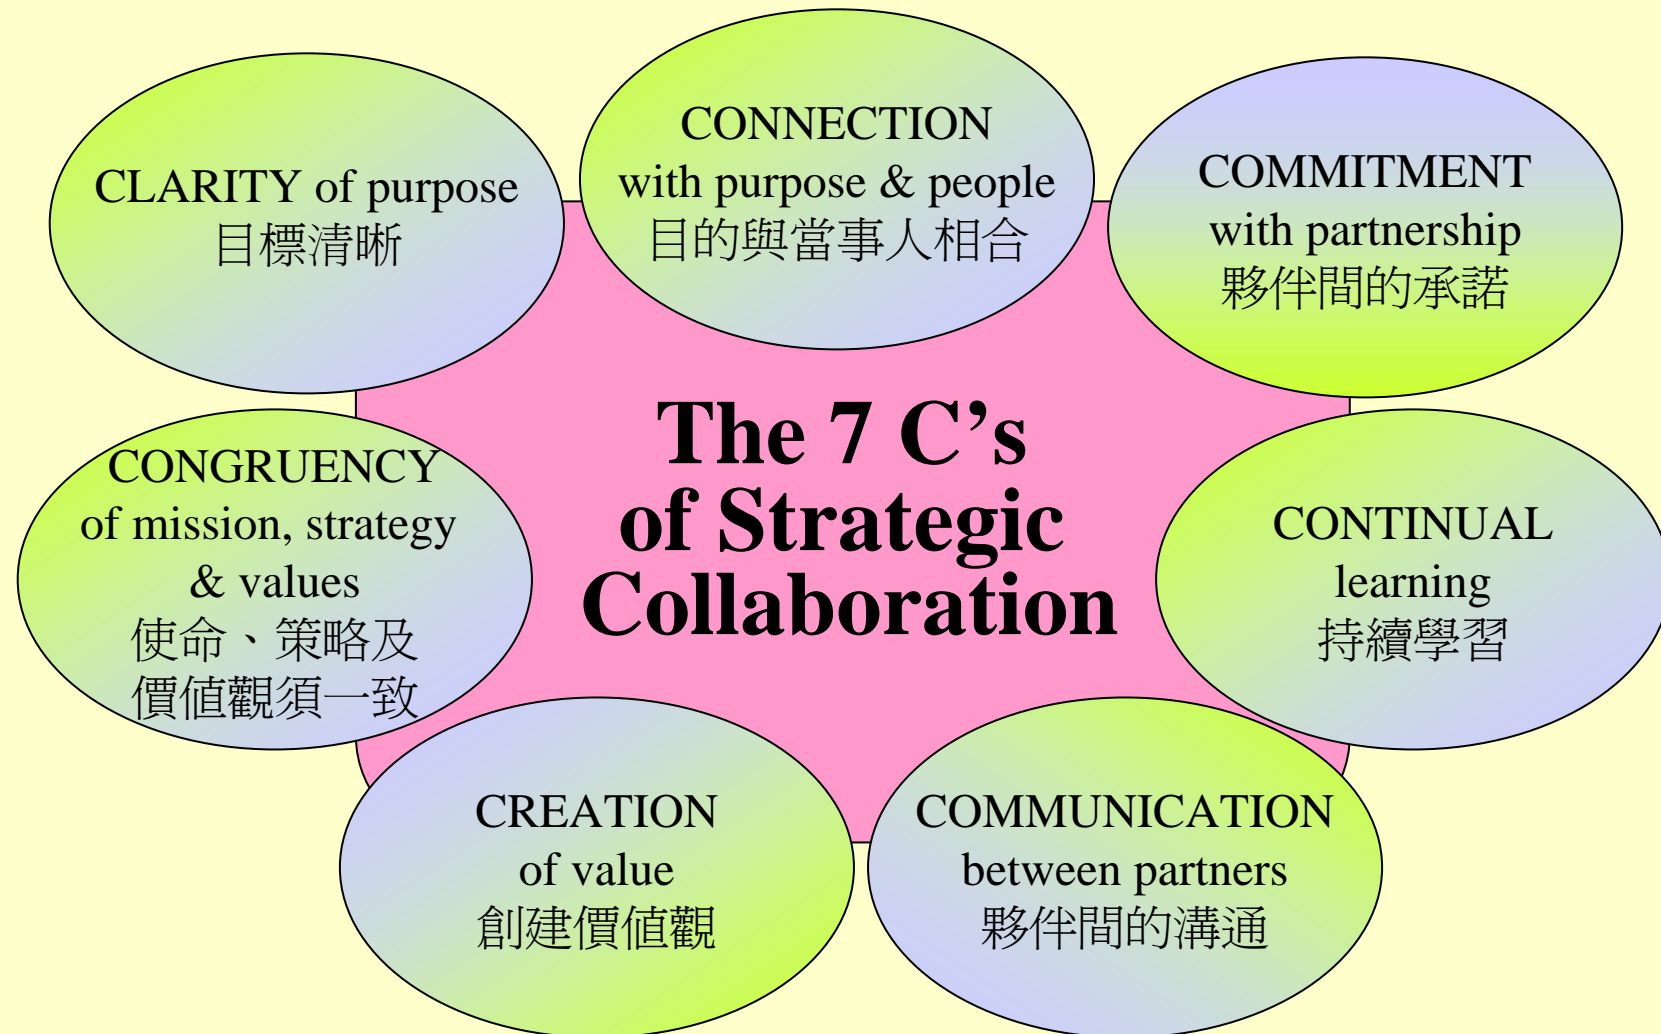 CLARITY of purpose
目標清晰
CONNECTION
with purpose & people
目的與當事人相合
COMMITMENT
with partnership
夥伴間的承諾
CONGRUENCY
of mission, strategy
& values
使命、策略及
價值觀須一致
The 7 C’s
of Strategic
Collaboration
CONTINUAL
learning
持續學習
CREATION
of value
創建價值觀
COMMUNICATION
between partners
夥伴間的溝通